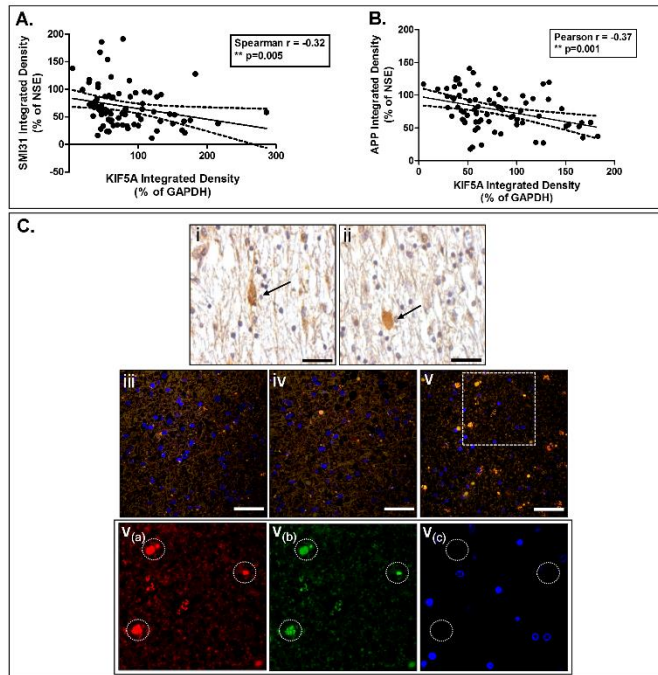 A.
Spearman r = -0.32
** p=0.005
SMI31 Integrated Density
(% of NSE)
200
150
100
50
0
-50
100
200
300
KIF5A Integrated Density
(% of GAPDH)
B.
Pearson r = -0.37
** p=0.001
APP Integrated Density
(% of NSE)
200
150
100
50
0
0
50
100
150
200
KIF5A Integrated Density
(% of GAPDH)
C.
i
ii
iii
iv
v
v(a)
v(b)
v(c)